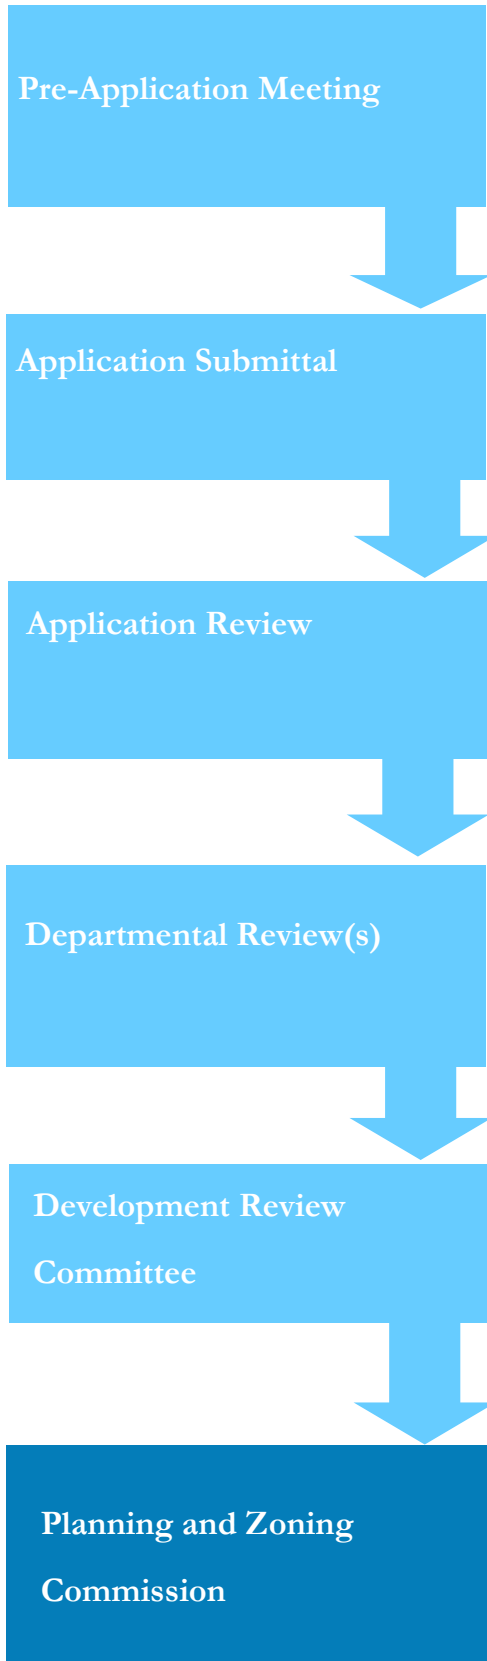 Pre-Application Meeting
Application Submittal
Application Review
Departmental Review(s)
Development Review
Committee
Planning and Zoning
Commission